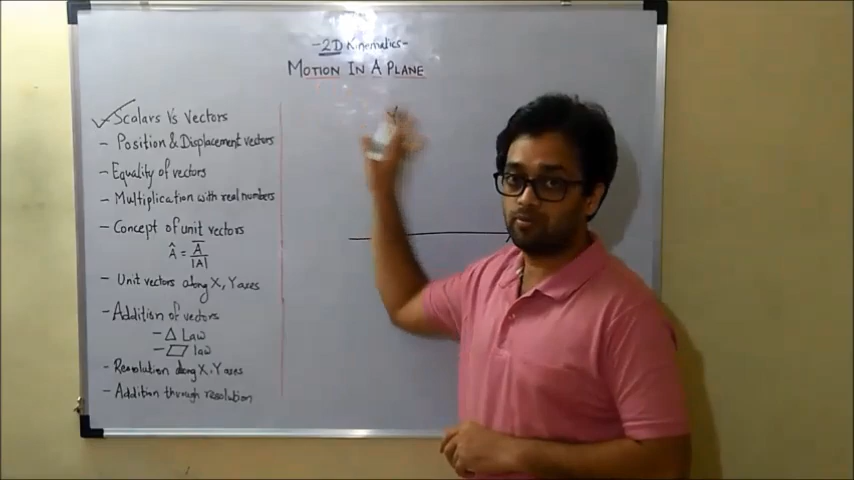 -2D Kinematics-
MOTION IN A PLANE
Scalars Vs Vectors
- Position & Displacement vectors
- Equality of vectors
- Multiplication with real numbers
- Concept of unit vectors
Â = A̅ / |A|
- Unit vectors along X, Y axes
- Addition of vectors
- △ Law
- ▱ law
- Resolution along X, Y axes
- Addition through resolution